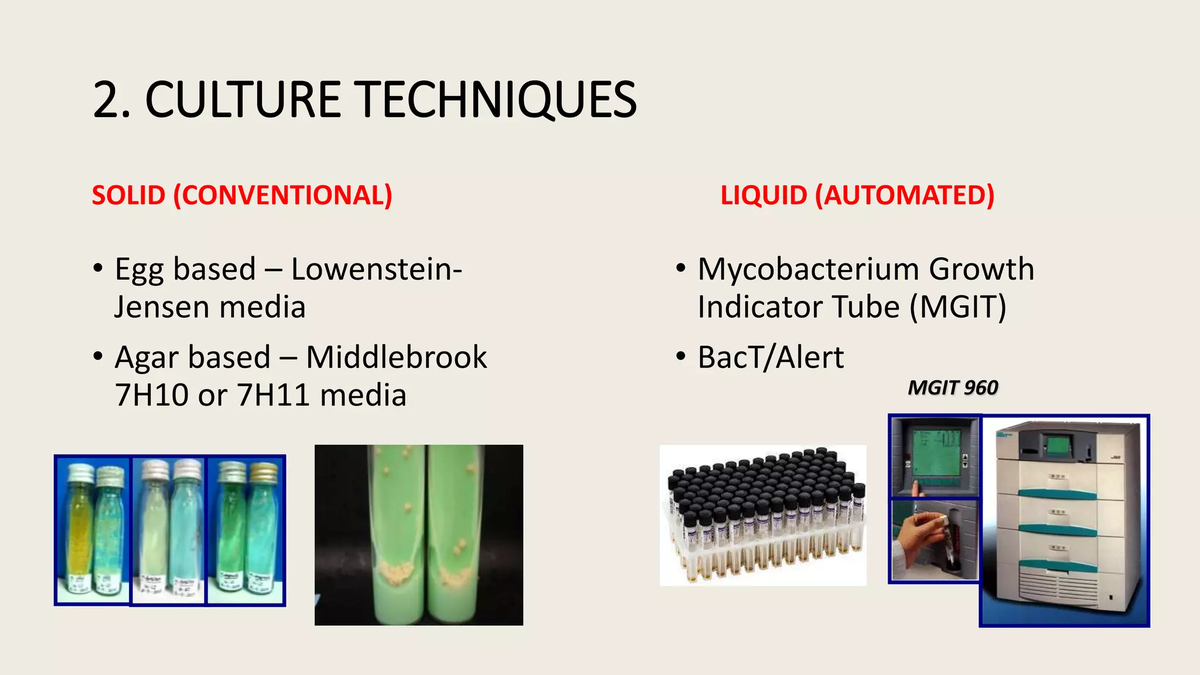 2. CULTURE TECHNIQUES
SOLID (CONVENTIONAL)
• Egg based – Lowenstein-
Jensen media
• Agar based – Middlebrook
7H10 or 7H11 media
LIQUID (AUTOMATED)
• Mycobacterium Growth
Indicator Tube (MGIT)
• BacT/Alert
MGIT 960